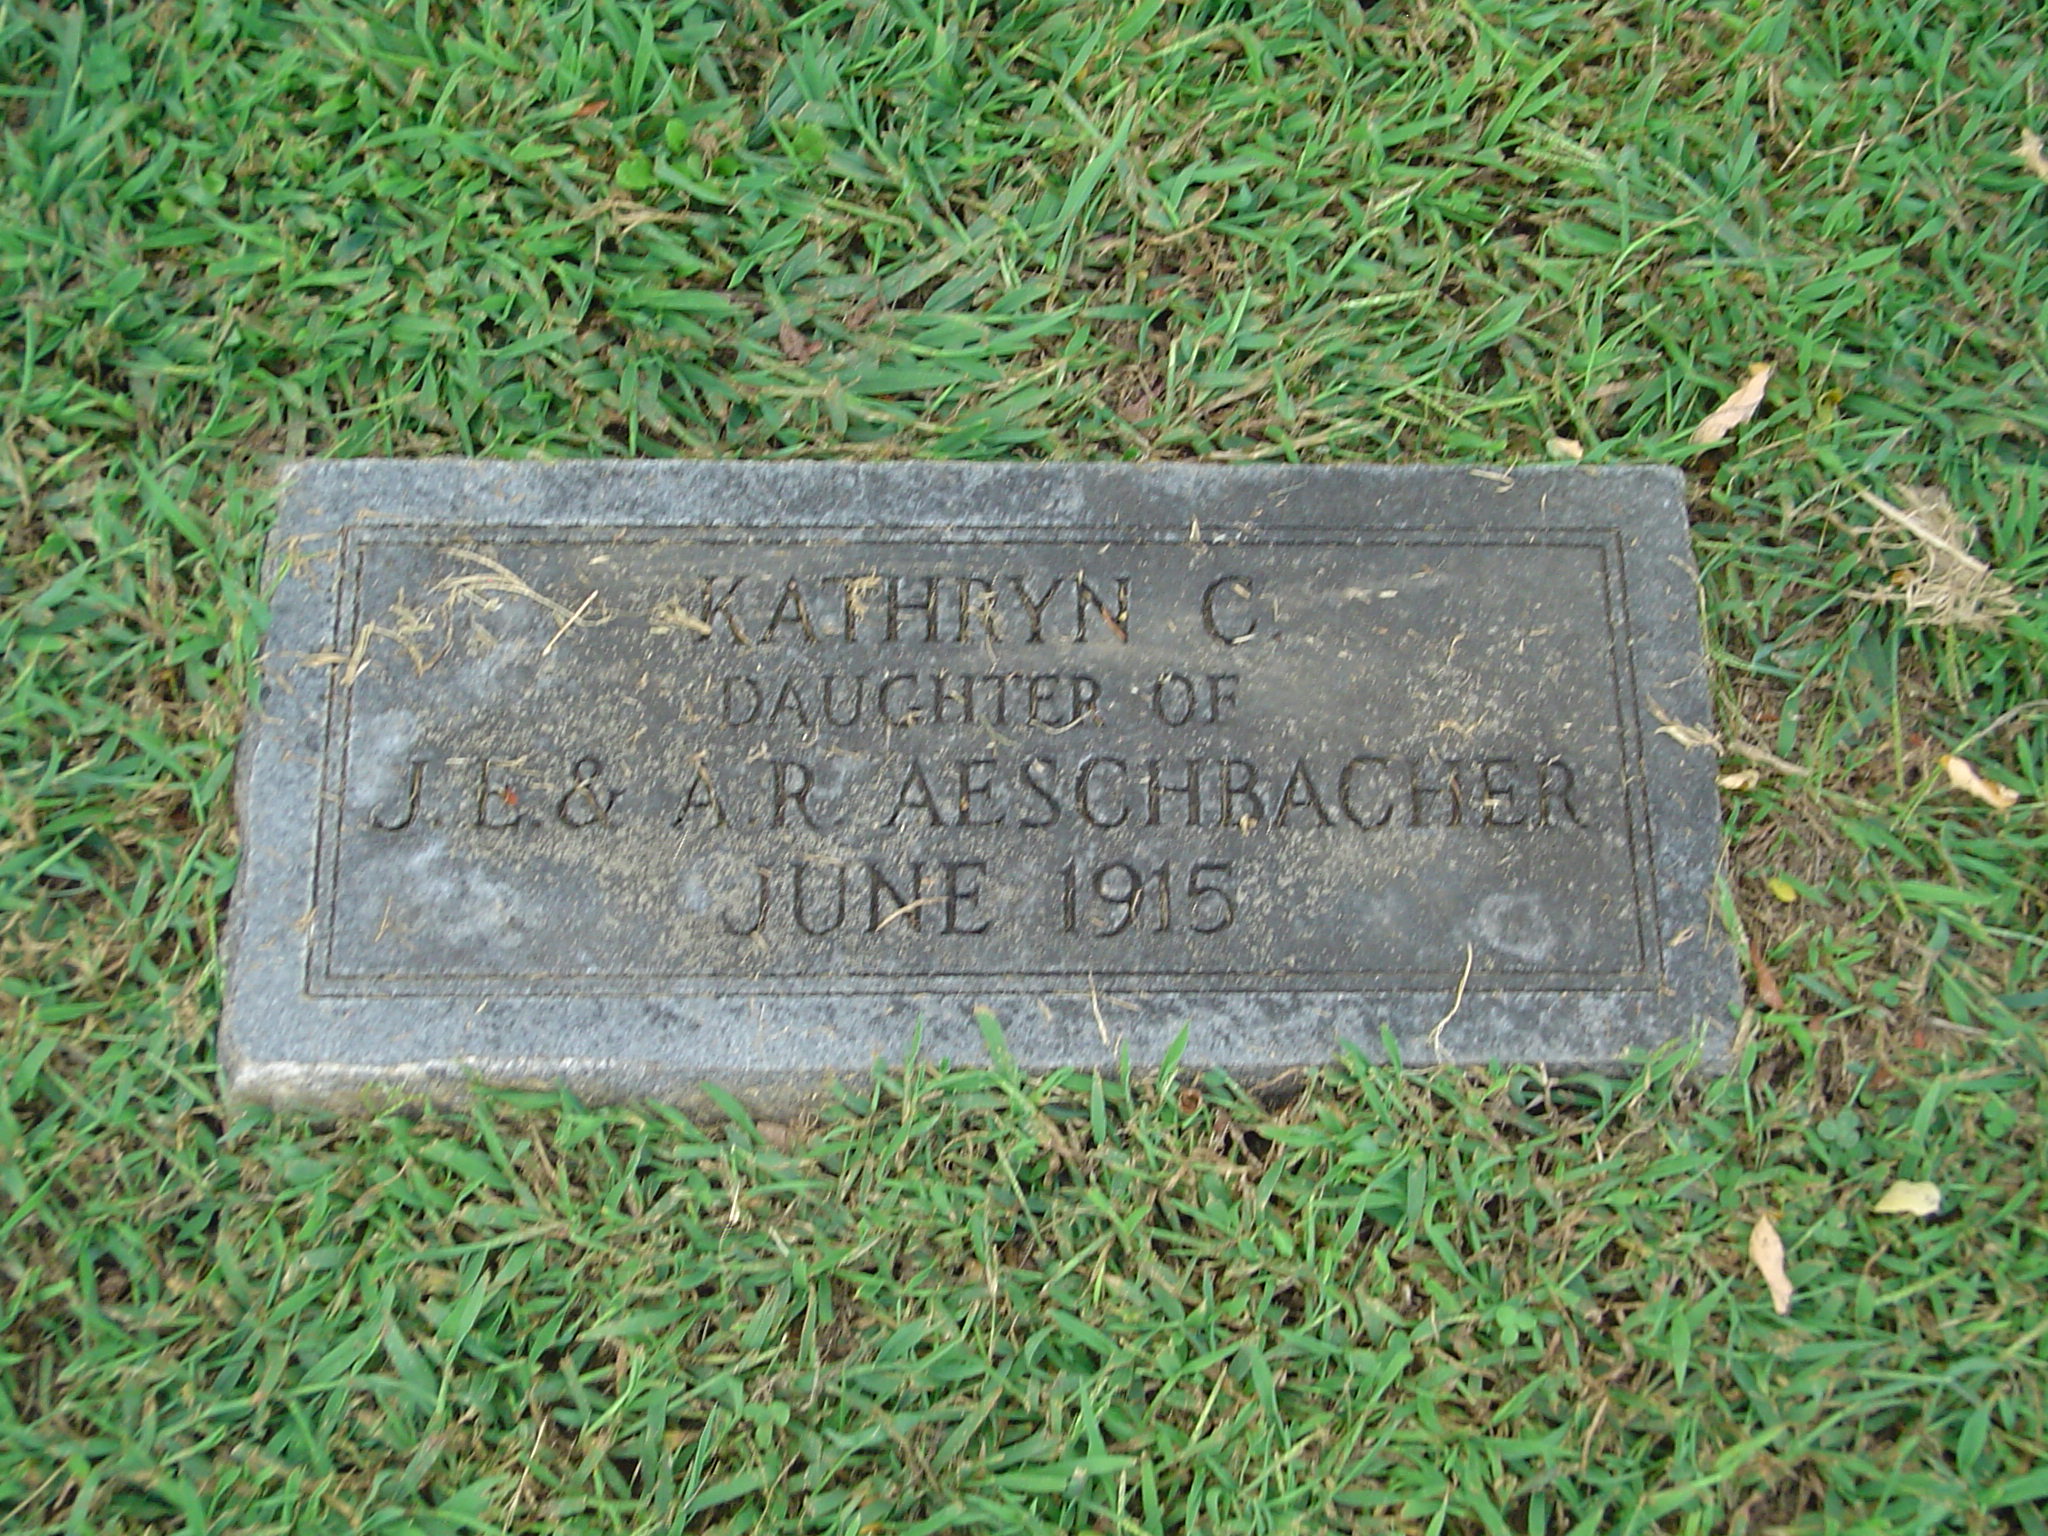 KATHRYN C.
DAUGHTER OF
J. E. & A. R. AESCHBACHER
JUNE 1915